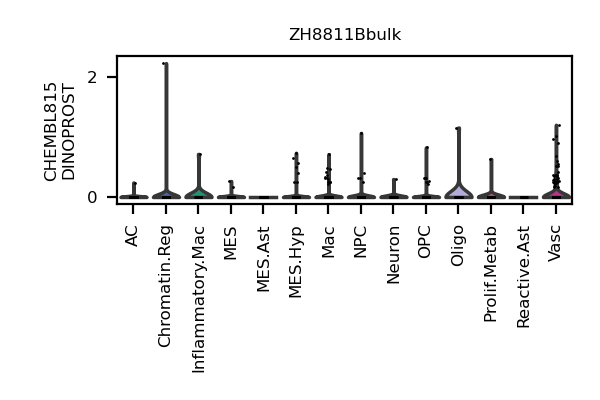 ZH8811Bbulk
CHEMBL815
DINOPROST
2
0
AC
Chromatin.Reg
Inflammatory.Mac
MES
MES.Ast
MES.Hyp
Mac
NPC
Neuron
OPC
Oligo
Prolif.Metab
Reactive.Ast
Vasc